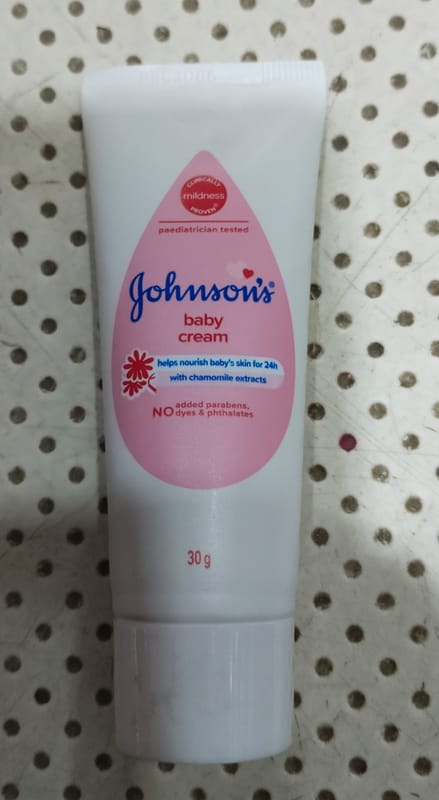 CLINICALLY
mildness
PROVEN®
paediatrician tested
Johnson's®
baby
cream
helps nourish baby's skin for 24h
with chamomile extracts
NO added parabens,
dyes & phthalates
30 g